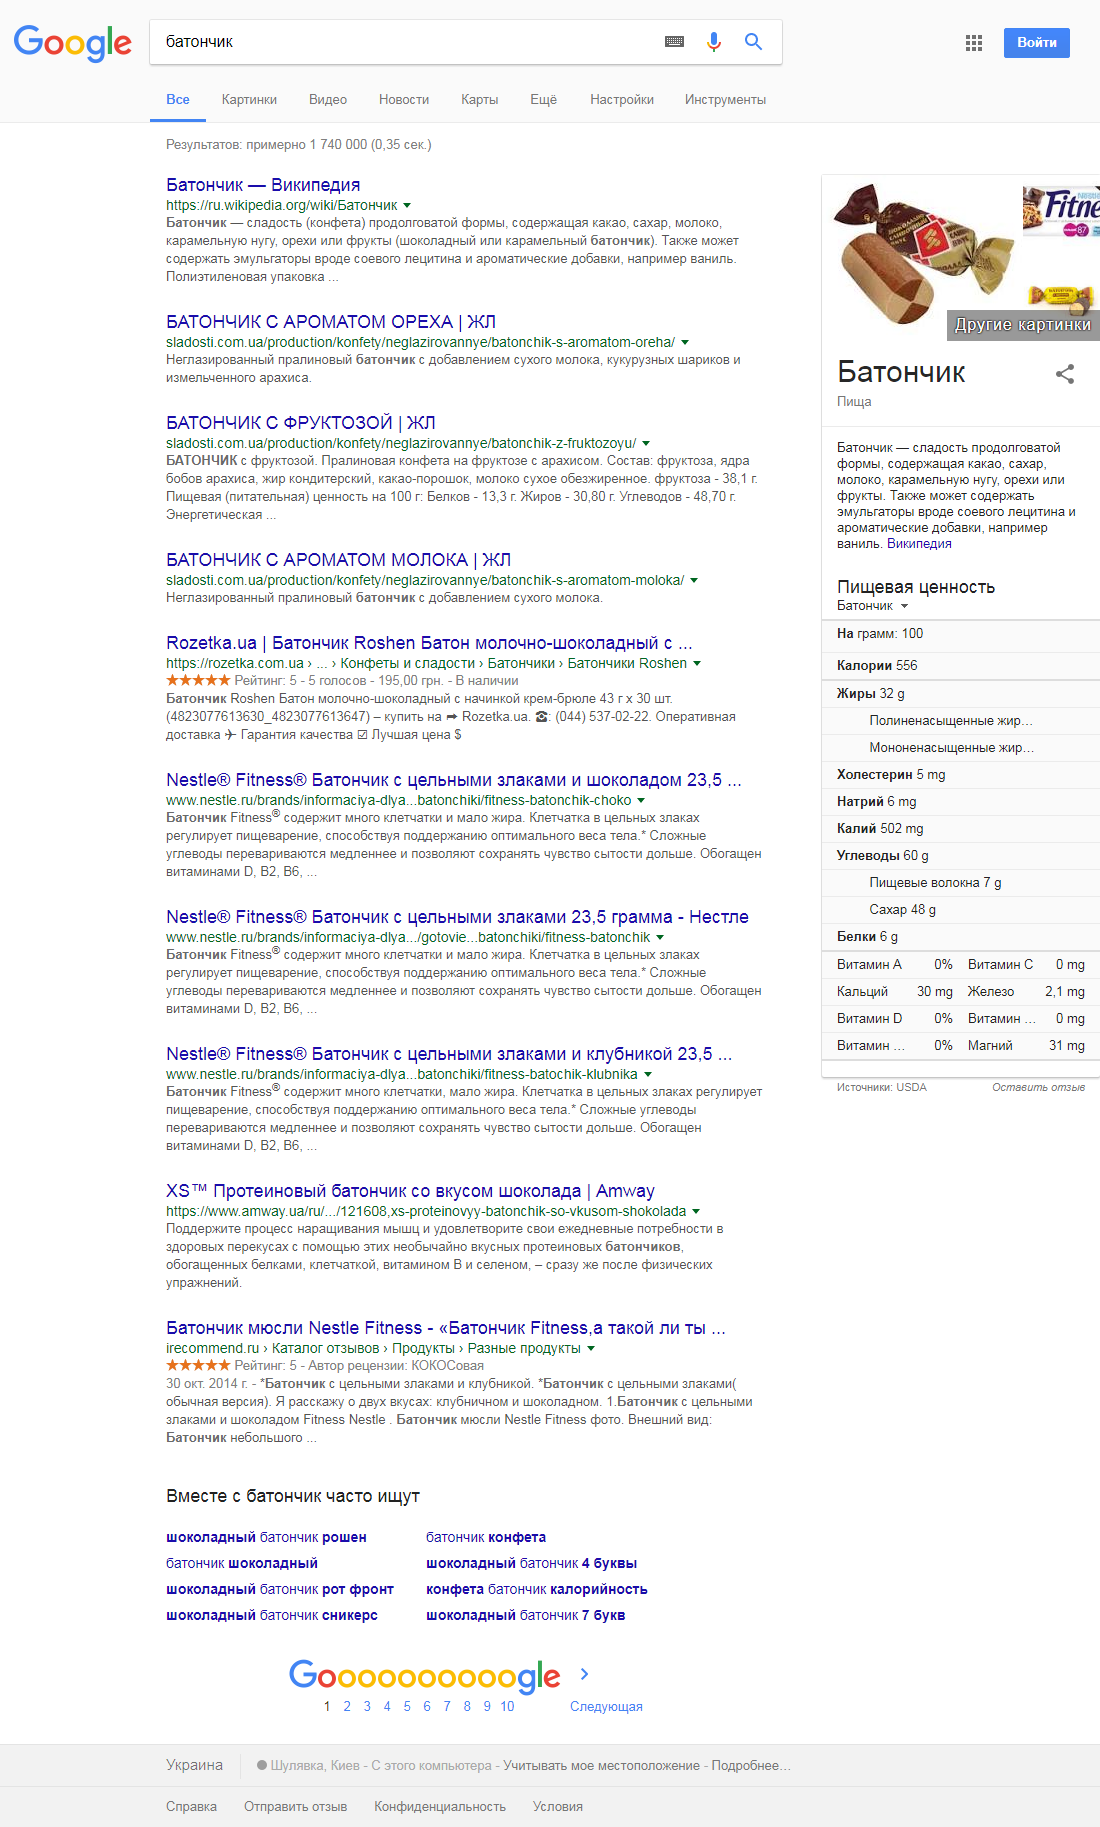 Google
батончик
Войти
Все Картинки Видео Новости Карты Ещё Настройки Инструменты
Результатов: примерно 1 740 000 (0,35 сек.)
Батончик — Википедия
https://ru.wikipedia.org/wiki/Батончик
Батончик — сладость (конфета) продолговатой формы, содержащая какао, сахар, молоко,
карамельную нугу, орехи или фрукты (шоколадный или карамельный батончик). Также может
содержать эмульгаторы вроде соевого лецитина и ароматические добавки, например ваниль.
Полиэтиленовая упаковка ...
БАТОНЧИК С АРОМАТОМ ОРЕХА | ЖЛ
sladosti.com.ua/production/konfety/neglazirovannye/batonchik-s-aromatom-oreha/
Неглазированный пралиновый батончик с добавлением сухого молока, кукурузных шариков и
измельченного арахиса.
БАТОНЧИК С ФРУКТОЗОЙ | ЖЛ
sladosti.com.ua/production/konfety/neglazirovannye/batonchik-z-fruktozoyu/
БАТОНЧИК с фруктозой. Пралиновая конфета на фруктозе с арахисом. Состав: фруктоза, ядра
бобов арахиса, жир кондитерский, какао-порошок, молоко сухое обезжиренное. фруктоза - 38,1 г.
Пищевая (питательная) ценность на 100 г: Белков - 13,3 г. Жиров - 30,80 г. Углеводов - 48,70 г.
Энергетическая ...
БАТОНЧИК С АРОМАТОМ МОЛОКА | ЖЛ
sladosti.com.ua/production/konfety/neglazirovannye/batonchik-s-aromatom-moloka/
Неглазированный пралиновый батончик с добавлением сухого молока.
Rozetka.ua | Батончик Roshen Батон молочно-шоколадный с ...
https://rozetka.com.ua › ... › Конфеты и сладости › Батончики › Батончики Roshen
★★★★★ Рейтинг: 5 - 5 голосов - 195,00 грн. - В наличии
Батончик Roshen Батон молочно-шоколадный с начинкой крем-брюле 43 г х 30 шт.
(4823077613630_4823077613647) – купить на ➦ Rozetka.ua. ☎: (044) 537-02-22. Оперативная
доставка ✈ Гарантия качества ☑ Лучшая цена $
Nestle® Fitness® Батончик с цельными злаками и шоколадом 23,5 ...
www.nestle.ru/brands/informaciya-dlya...batonchiki/fitness-batonchik-choko
Батончик Fitness® содержит много клетчатки и мало жира. Клетчатка в цельных злаках
регулирует пищеварение, способствуя поддержанию оптимального веса тела.* Сложные
углеводы перевариваются медленнее и позволяют сохранять чувство сытости дольше. Обогащен
витаминами D, B2, B6, ...
Nestle® Fitness® Батончик с цельными злаками 23,5 грамма - Нестле
www.nestle.ru/brands/informaciya-dlya.../gotovie...batonchiki/fitness-batonchik
Батончик Fitness® содержит много клетчатки и мало жира. Клетчатка в цельных злаках
регулирует пищеварение, способствуя поддержанию оптимального веса тела.* Сложные
углеводы перевариваются медленнее и позволяют сохранять чувство сытости дольше. Обогащен
витаминами D, B2, B6, ...
Nestle® Fitness® Батончик с цельными злаками и клубникой 23,5 ...
www.nestle.ru/brands/informaciya-dlya...batonchiki/fitness-batochik-klubnika
Батончик Fitness® содержит много клетчатки, мало жира. Клетчатка в цельных злаках регулирует
пищеварение, способствуя поддержанию оптимального веса тела.* Сложные углеводы
перевариваются медленнее и позволяют сохранять чувство сытости дольше. Обогащен
витаминами D, B2, B6, ...
XS™ Протеиновый батончик со вкусом шоколада | Amway
https://www.amway.ua/ru/.../121608,xs-proteinovyy-batonchik-so-vkusom-shokolada
Поддержите процесс наращивания мышц и удовлетворите свои ежедневные потребности в
здоровых перекусах с помощью этих необычайно вкусных протеиновых батончиков,
обогащенных белками, клетчаткой, витамином В и селеном, – сразу же после физических
упражнений.
Батончик мюсли Nestle Fitness - «Батончик Fitness,а такой ли ты ...
irecommend.ru › Каталог отзывов › Продукты › Разные продукты
★★★★★ Рейтинг: 5 - Автор рецензии: КОКОСовая
30 окт. 2014 г. - *Батончик с цельными злаками и клубникой. *Батончик с цельными злаками(
обычная версия). Я расскажу о двух вкусах: клубничном и шоколадном. 1.Батончик с цельными
злаками и шоколадом Fitness Nestle . Батончик мюсли Nestle Fitness фото. Внешний вид:
Батончик небольшого ...
Вместе с батончик часто ищут
шоколадный батончик рошен
батончик шоколадный
шоколадный батончик рот фронт
шоколадный батончик сникерс
батончик конфета
шоколадный батончик 4 буквы
конфета батончик калорийность
шоколадный батончик 7 букв
Goooooooooogle
1 2 3 4 5 6 7 8 9 10 Следующая
Fitne
87
Другие картинки
Батончик
Пища
Батончик — сладость продолговатой
формы, содержащая какао, сахар,
молоко, карамельную нугу, орехи или
фрукты. Также может содержать
эмульгаторы вроде соевого лецитина и
ароматические добавки, например
ваниль. Википедия
Пищевая ценность
Батончик
На грамм: 100
Калории 556
Жиры 32 g
Полиненасыщенные жир...
Мононенасыщенные жир...
Холестерин 5 mg
Натрий 6 mg
Калий 502 mg
Углеводы 60 g
Пищевые волокна 7 g
Сахар 48 g
Белки 6 g
Витамин A 0% Витамин C 0 mg
Кальций 30 mg Железо 2,1 mg
Витамин D 0% Витамин ... 0 mg
Витамин ... 0% Магний 31 mg
Источники: USDA Оставить отзыв
Украина Шулявка, Киев - С этого компьютера - Учитывать мое местоположение - Подробнее...
Справка Отправить отзыв Конфиденциальность Условия